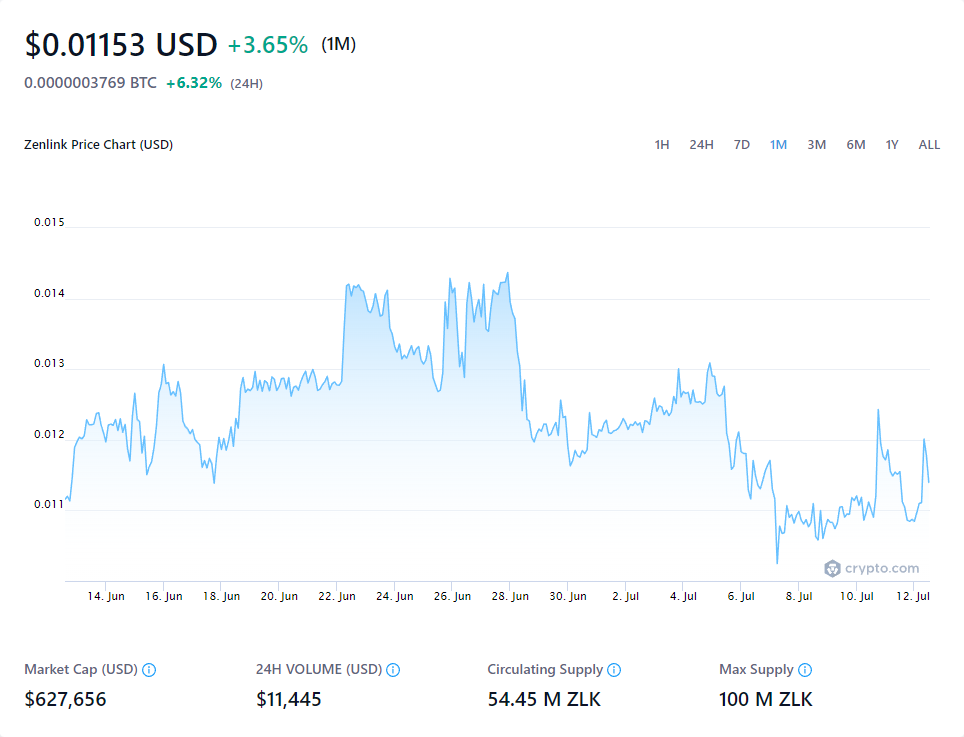 $0.01153 USD +3.65% (1M)
0.0000003769 BTC +6.32% (24H)
Zenlink Price Chart (USD) 1H 24H 7D 1M 3M 6M 1Y ALL
0.015
0.014
0.013
0.012
0.011
crypto.com
14. Jun 16. Jun 18. Jun 20. Jun 22. Jun 24. Jun 26. Jun 28. Jun 30. Jun 2. Jul 4. Jul 6. Jul 8. Jul 10. Jul 12. Jul
Market Cap (USD) 24H VOLUME (USD) Circulating Supply Max Supply
$627,656 $11,445 54.45 M ZLK 100 M ZLK